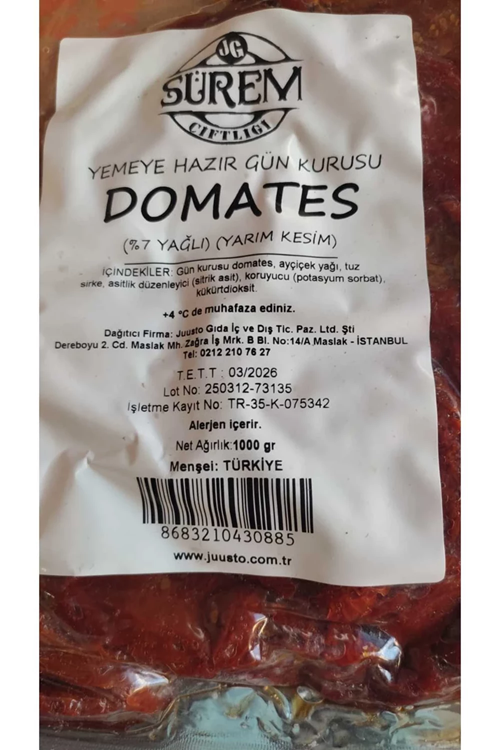 JG
SÜREM
ÇİFTLİĞİ
YEMEYE HAZIR GÜN KURUSU
DOMATES
(%7 YAĞLI) (YARIM KESİM)
İÇİNDEKİLER: Gün kurusu domates, ayçiçek yağı, tuz
sirke, asitlik düzenleyici (sitrik asit), koruyucu (potasyum sorbat),
kükürtdioksit.
+4 °C de muhafaza ediniz.
Dağıtıcı Firma: Juusto Gıda İç ve Dış Tic. Paz. Ltd. Şti
Dereboyu 2. Cd. Maslak Mh. Zağra İş Mrk. B Bl. No:14/A Maslak - İSTANBUL
Tel: 0212 210 76 27
T.E.T.T : 03/2026
Lot No: 250312-73135
İşletme Kayıt No: TR-35-K-075342
Alerjen içerir.
Net Ağırlık:1000 gr
Menşei: TÜRKİYE
8683210430885
www.juusto.com.tr